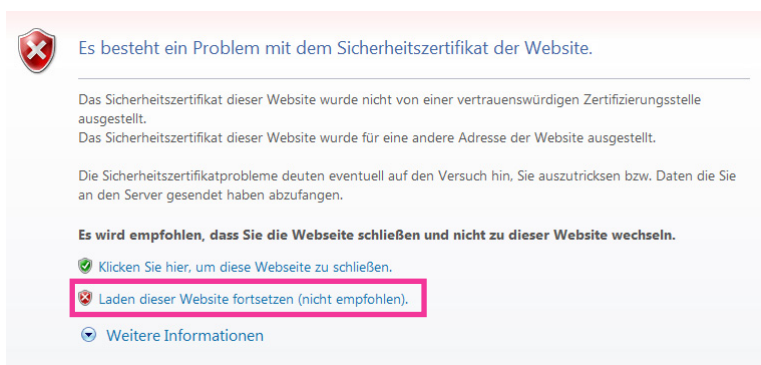 Es besteht ein Problem mit dem Sicherheitszertifikat der Website.
Das Sicherheitszertifikat dieser Website wurde nicht von einer vertrauenswürdigen Zertifizierungsstelle
ausgestellt.
Das Sicherheitszertifikat dieser Website wurde für eine andere Adresse der Website ausgestellt.
Die Sicherheitszertifikatprobleme deuten eventuell auf den Versuch hin, Sie auszutricksen bzw. Daten die Sie
an den Server gesendet haben abzufangen.
Es wird empfohlen, dass Sie die Webseite schließen und nicht zu dieser Website wechseln.
Klicken Sie hier, um diese Webseite zu schließen.
Laden dieser Website fortsetzen (nicht empfohlen).
Weitere Informationen